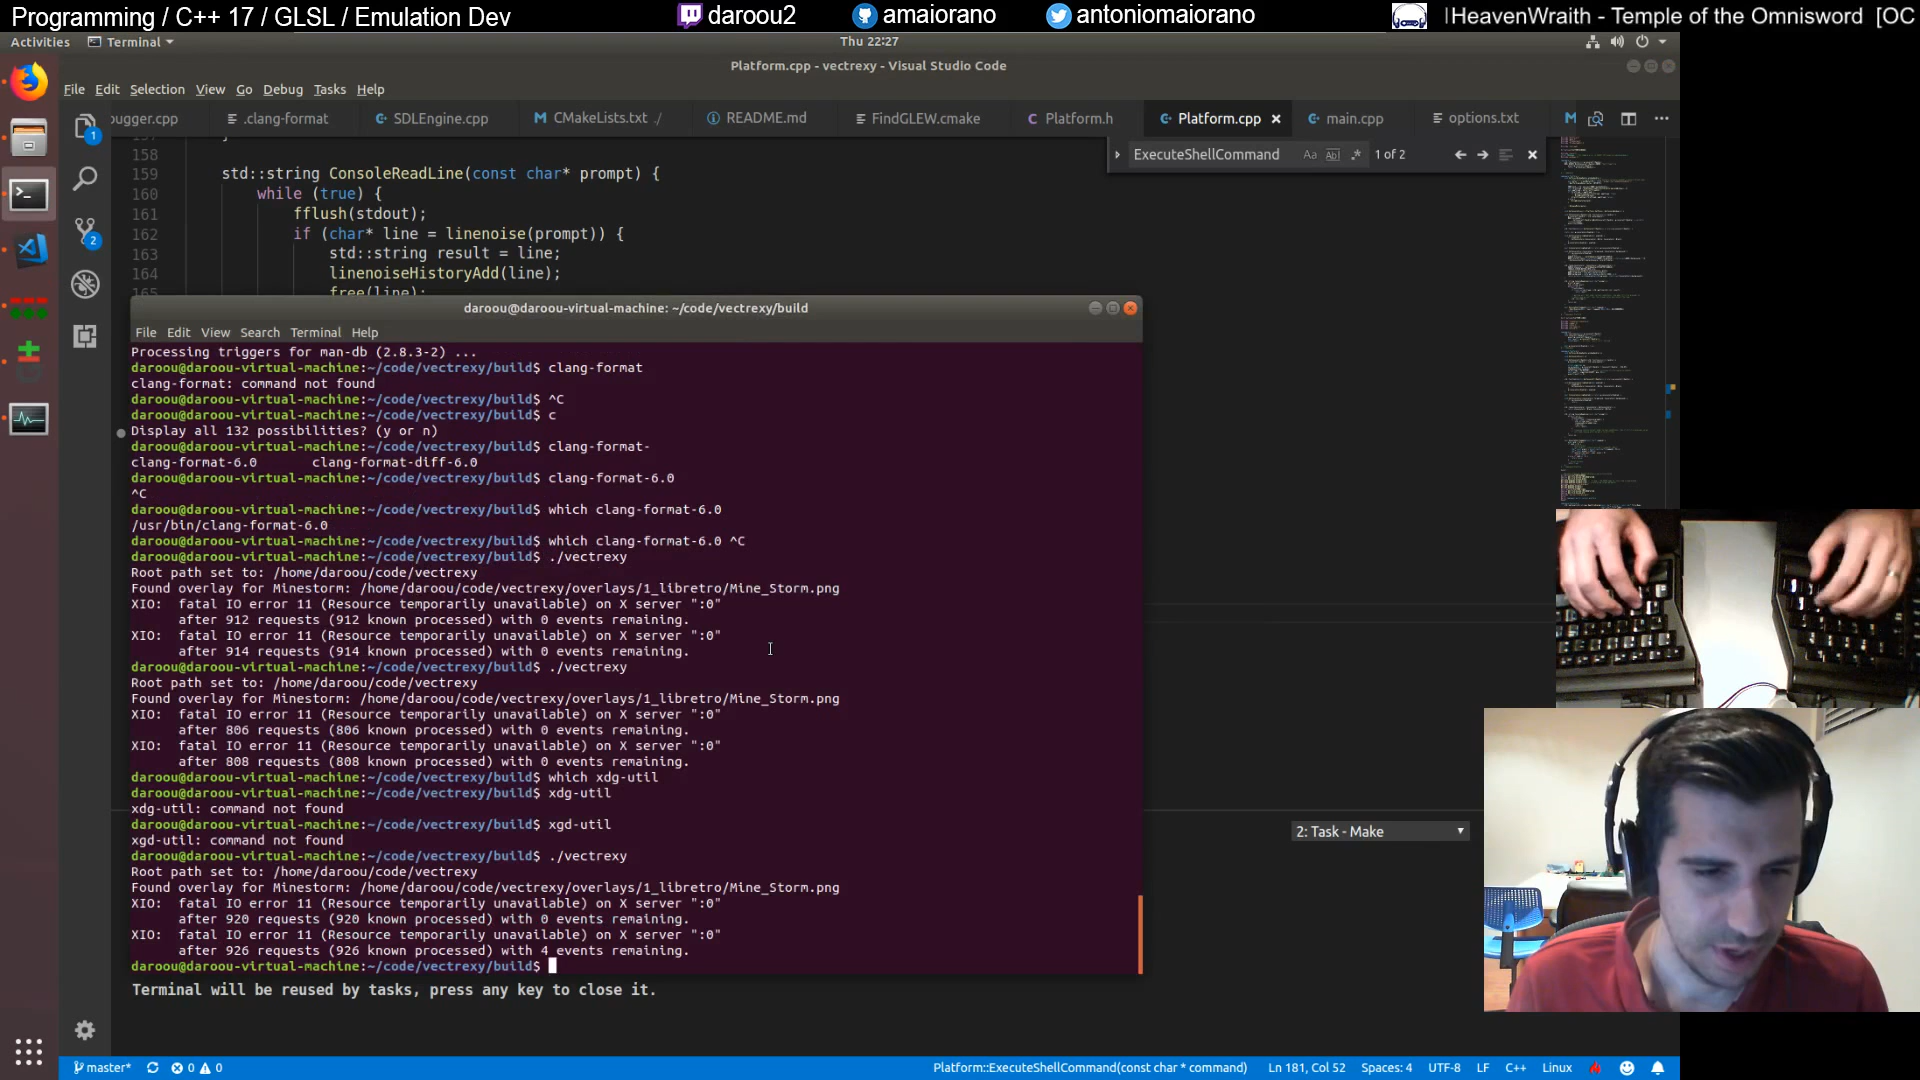 Programming / C++ 17 / GLSL / Emulation Dev
daroou2
amaiorano
antoniomaiorano
HeavenWraith - Temple of the Omnisword [OC
Activities
Terminal
Thu 22:27
Platform.cpp - vectrexy - Visual Studio Code
File Edit Selection View Go Debug Tasks Help
bugger.cpp
.clang-format
SDLEngine.cpp
CMakeLists.txt ./
README.md
FindGLEW.cmake
Platform.h
Platform.cpp
main.cpp
options.txt
ExecuteShellCommand
1 of 2
158
159 std::string ConsoleReadLine(const char* prompt) {
160 while (true) {
161 fflush(stdout);
162 if (char* line = linenoise(prompt)) {
163 std::string result = line;
164 linenoiseHistoryAdd(line);
165 free(line);
daroou@daroou-virtual-machine: ~/code/vectrexy/build
File Edit View Search Terminal Help
Processing triggers for man-db (2.8.3-2) ...
daroou@daroou-virtual-machine:~/code/vectrexy/build$ clang-format
clang-format: command not found
daroou@daroou-virtual-machine:~/code/vectrexy/build$ ^C
daroou@daroou-virtual-machine:~/code/vectrexy/build$ c
Display all 132 possibilities? (y or n)
daroou@daroou-virtual-machine:~/code/vectrexy/build$ clang-format-
clang-format-6.0 clang-format-diff-6.0
daroou@daroou-virtual-machine:~/code/vectrexy/build$ clang-format-6.0
^C
daroou@daroou-virtual-machine:~/code/vectrexy/build$ which clang-format-6.0
/usr/bin/clang-format-6.0
daroou@daroou-virtual-machine:~/code/vectrexy/build$ which clang-format-6.0 ^C
daroou@daroou-virtual-machine:~/code/vectrexy/build$ ./vectrexy
Root path set to: /home/daroou/code/vectrexy
Found overlay for Minestorm: /home/daroou/code/vectrexy/overlays/1_libretro/Mine_Storm.png
XIO: fatal IO error 11 (Resource temporarily unavailable) on X server ":0"
after 912 requests (912 known processed) with 0 events remaining.
XIO: fatal IO error 11 (Resource temporarily unavailable) on X server ":0"
after 914 requests (914 known processed) with 0 events remaining.
daroou@daroou-virtual-machine:~/code/vectrexy/build$ ./vectrexy
Root path set to: /home/daroou/code/vectrexy
Found overlay for Minestorm: /home/daroou/code/vectrexy/overlays/1_libretro/Mine_Storm.png
XIO: fatal IO error 11 (Resource temporarily unavailable) on X server ":0"
after 806 requests (806 known processed) with 0 events remaining.
XIO: fatal IO error 11 (Resource temporarily unavailable) on X server ":0"
after 808 requests (808 known processed) with 0 events remaining.
daroou@daroou-virtual-machine:~/code/vectrexy/build$ which xdg-util
daroou@daroou-virtual-machine:~/code/vectrexy/build$ xdg-util
xdg-util: command not found
daroou@daroou-virtual-machine:~/code/vectrexy/build$ xgd-util
xgd-util: command not found
daroou@daroou-virtual-machine:~/code/vectrexy/build$ ./vectrexy
Root path set to: /home/daroou/code/vectrexy
Found overlay for Minestorm: /home/daroou/code/vectrexy/overlays/1_libretro/Mine_Storm.png
XIO: fatal IO error 11 (Resource temporarily unavailable) on X server ":0"
after 920 requests (920 known processed) with 0 events remaining.
XIO: fatal IO error 11 (Resource temporarily unavailable) on X server ":0"
after 926 requests (926 known processed) with 4 events remaining.
daroou@daroou-virtual-machine:~/code/vectrexy/build$
2: Task - Make
Terminal will be reused by tasks, press any key to close it.
master* 0 0
Platform::ExecuteShellCommand(const char * command) Ln 181, Col 52 Spaces: 4 UTF-8 LF C++ Linux